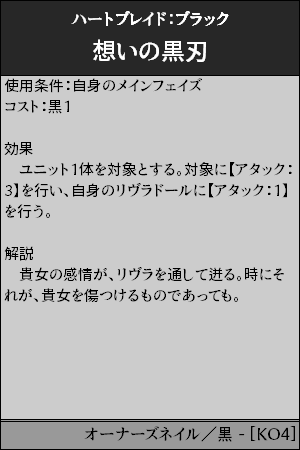 ハートブレイド：ブラック
想いの黒刃
使用条件：自身のメインフェイズ
コスト：黒1
効果
　ユニット1体を対象とする。対象に【アタック：
3】を行い、自身のリヴラドールに【アタック：1】
を行う。
解説
　貴女の感情が、リヴラを通して迸る。時にそ
れが、貴女を傷つけるものであっても。
オーナーズネイル／黒 - [KO4]